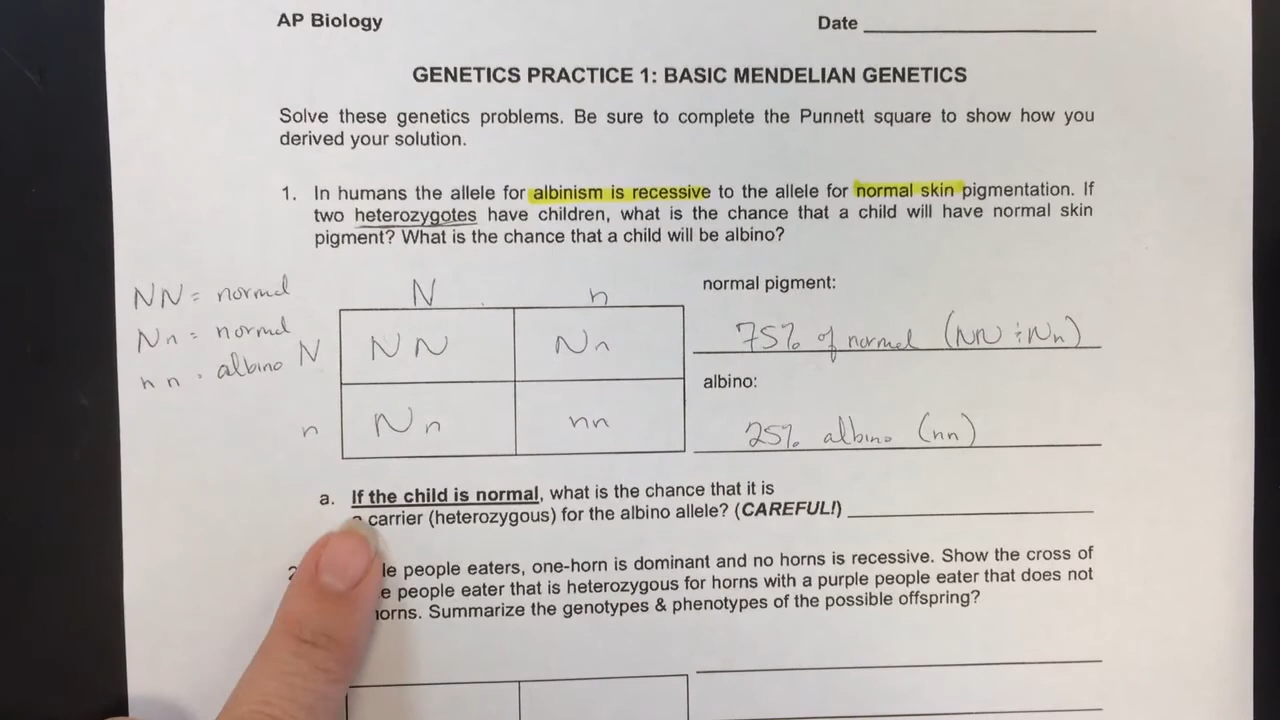 AP Biology
Date
GENETICS PRACTICE 1: BASIC MENDELIAN GENETICS
Solve these genetics problems. Be sure to complete the Punnett square to show how you
derived your solution.
1. In humans the allele for albinism is recessive to the allele for normal skin pigmentation. If
two heterozygotes have children, what is the chance that a child will have normal skin
pigment? What is the chance that a child will be albino?
NN = normal
Nn = normal
nn = albino
N n
N NN Nn
n Nn nn
normal pigment:
75% of normal (NN & Nn)
albino:
25% albino (nn)
a. If the child is normal, what is the chance that it is
carrier (heterozygous) for the albino allele? (CAREFUL!)
people eaters, one-horn is dominant and no horns is recessive. Show the cross of
people eater that is heterozygous for horns with a purple people eater that does not
Summarize the genotypes & phenotypes of the possible offspring?